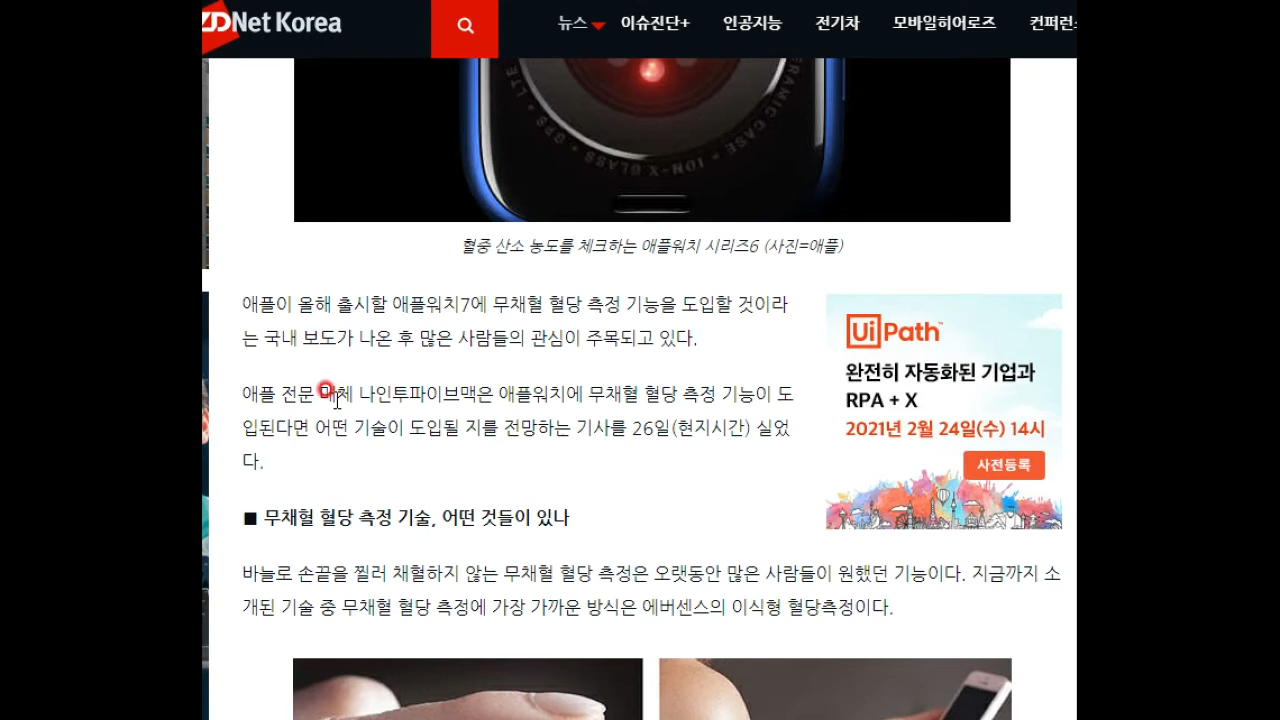 ZDNet Korea
뉴스 이슈진단+ 인공지능 전기차 모바일히어로즈 컨퍼런스
CERAMIC CASE • ION-X GLASS • GPS • LTE
혈중 산소 농도를 체크하는 애플워치 시리즈6 (사진=애플)
애플이 올해 출시할 애플워치7에 무채혈 혈당 측정 기능을 도입할 것이라
는 국내 보도가 나온 후 많은 사람들의 관심이 주목되고 있다.
애플 전문 매체 나인투파이브맥은 애플워치에 무채혈 혈당 측정 기능이 도
입된다면 어떤 기술이 도입될 지를 전망하는 기사를 26일(현지시간) 실었
다.
UiPath™
완전히 자동화된 기업과
RPA + X
2021년 2월 24일(수) 14시
사전등록
■ 무채혈 혈당 측정 기술, 어떤 것들이 있나
바늘로 손끝을 찔러 채혈하지 않는 무채혈 혈당 측정은 오랫동안 많은 사람들이 원했던 기능이다. 지금까지 소
개된 기술 중 무채혈 혈당 측정에 가장 가까운 방식은 에버센스의 이식형 혈당측정이다.